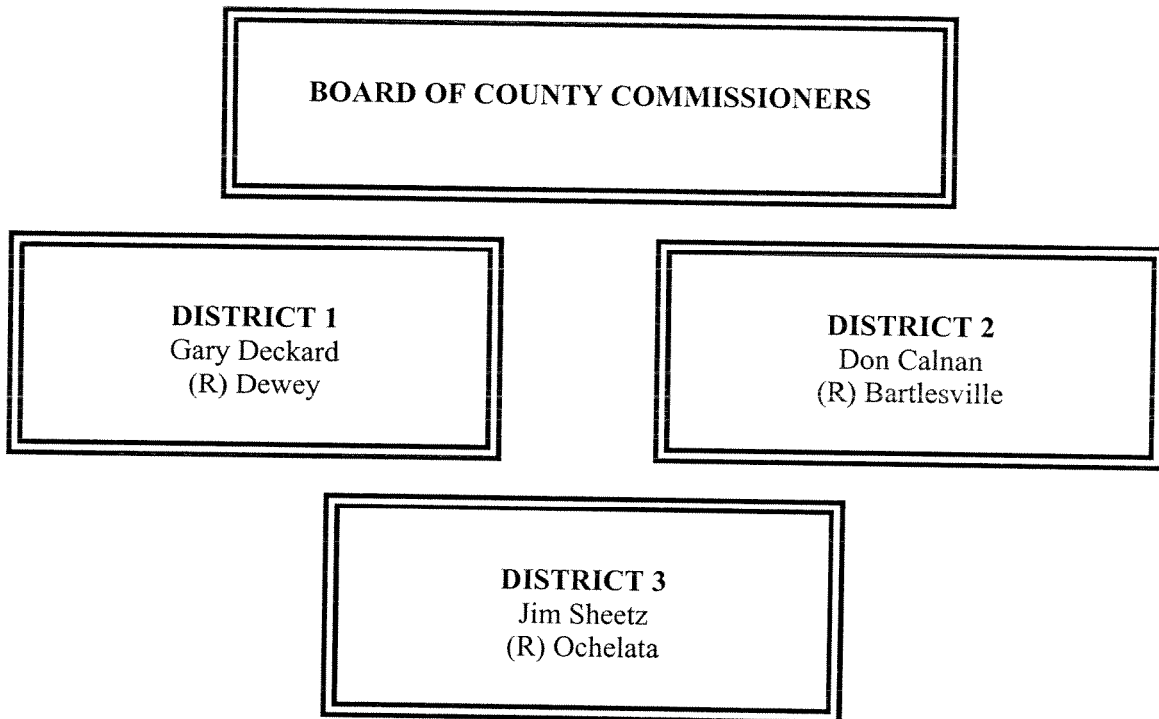 BOARD OF COUNTY COMMISSIONERS
DISTRICT 1
Gary Deckard
(R) Dewey
DISTRICT 2
Don Calnan
(R) Bartlesville
DISTRICT 3
Jim Sheetz
(R) Ochelata